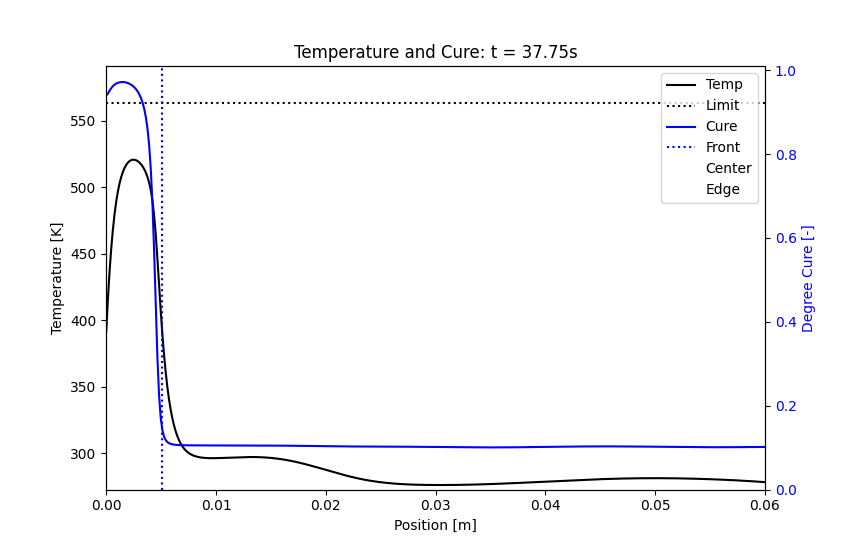 Temperature and Cure: t = 37.75s
Temperature [K]
550
500
450
400
350
300
Temp
Limit
Cure
Front
Center
Edge
1.0
0.8
0.6
0.4
0.2
0.0
Degree Cure [-]
0.00
0.01
0.02
0.03
0.04
0.05
0.06
Position [m]